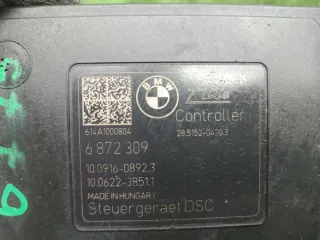 BMW
Controller
614A1000804
28.5152-0420.3
6 872 309
10.0916-0892.3
10.0622-3851.1
MADE IN HUNGARY
Steuergeraet DSC